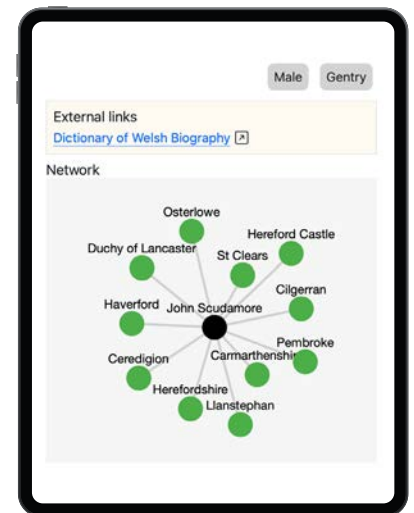 Male Gentry
External links
Dictionary of Welsh Biography
Network
Osterlowe
Hereford Castle
Duchy of Lancaster
St Clears
Cilgerran
Haverford
John Scudamore
Pembroke
Ceredigion
Carmarthenshir
Herefordshire
Llanstephan